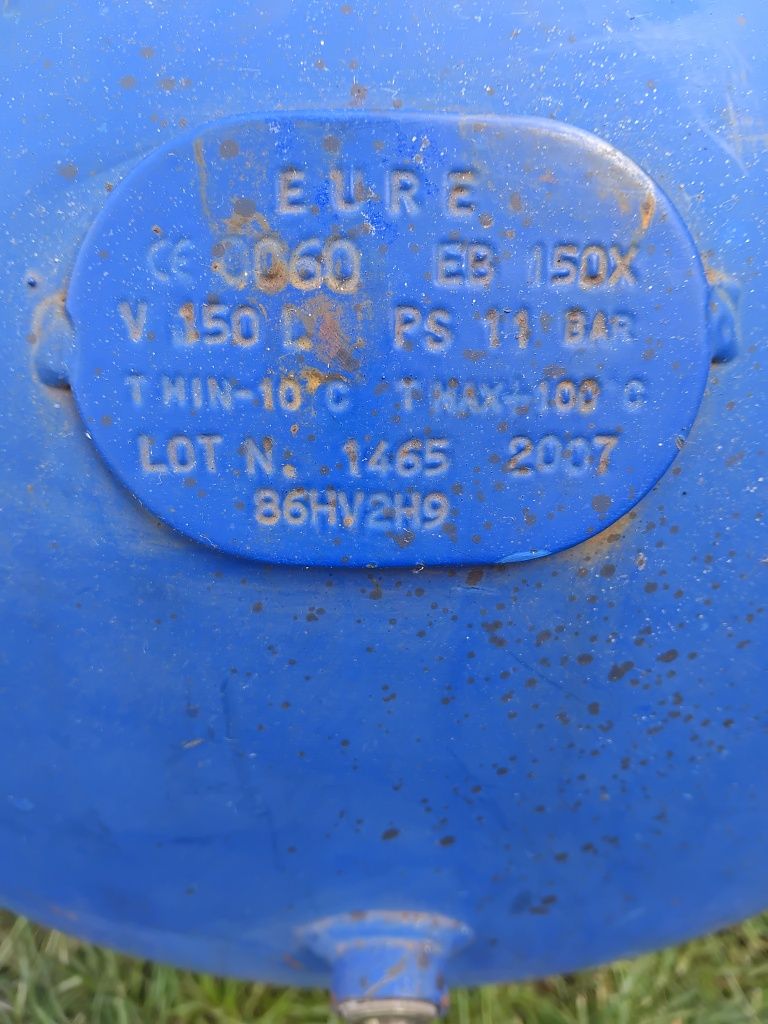 EURE
CE 0060 EB 150X
V. 150 L PS 11 BAR
T MIN-10°C T MAX+100°C
LOT N. 1465 2007
86HV2H9